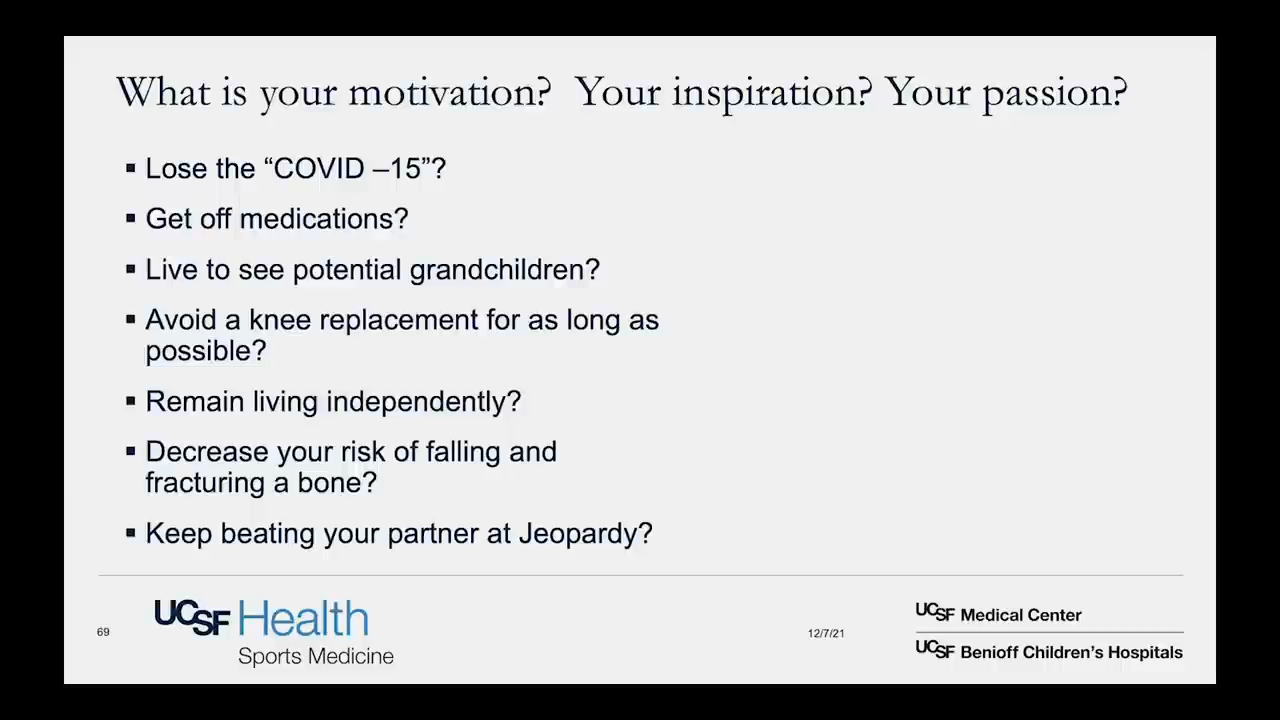 What is your motivation?  Your inspiration? Your passion?
▪ Lose the “COVID –15”?
▪ Get off medications?
▪ Live to see potential grandchildren?
▪ Avoid a knee replacement for as long as
possible?
▪ Remain living independently?
▪ Decrease your risk of falling and
fracturing a bone?
▪ Keep beating your partner at Jeopardy?
69
UCSF Health
Sports Medicine
12/7/21
UCSF Medical Center
UCSF Benioff Children’s Hospitals